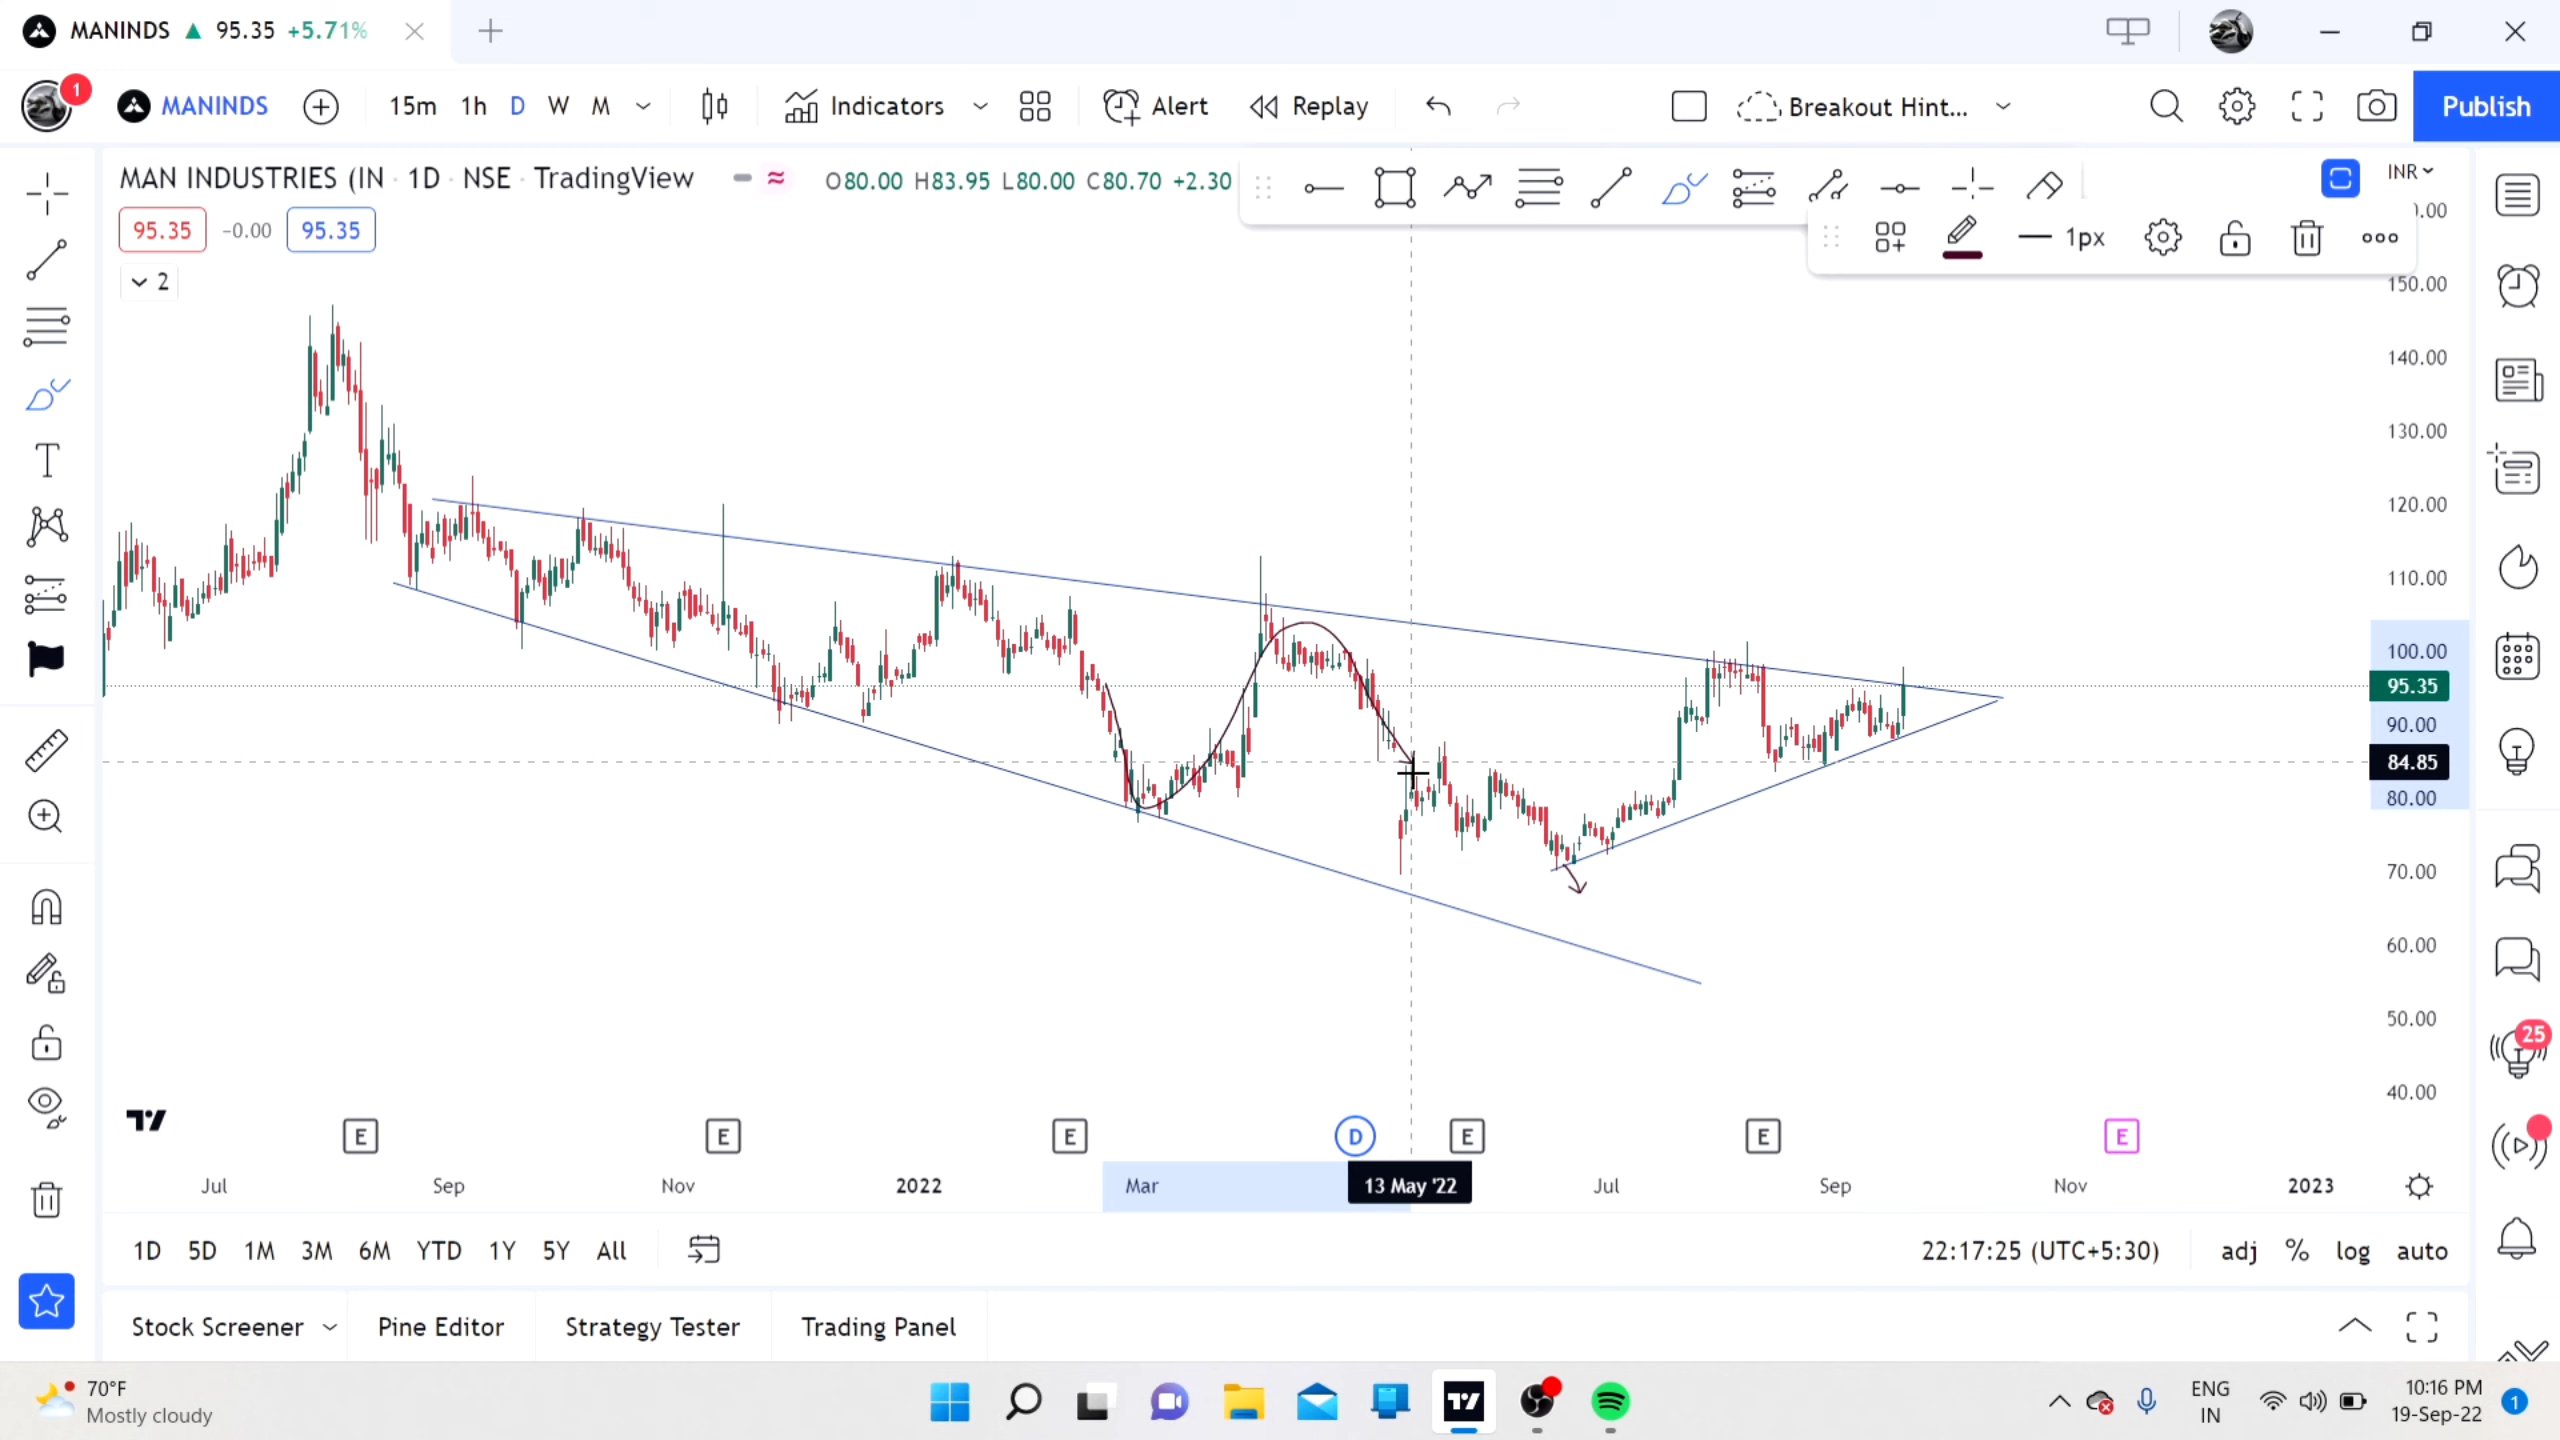 MANINDS ▲ 95.35 +5.71%
1
MANINDS 15m 1h D W M Indicators Alert Replay Breakout Hint... Publish
MAN INDUSTRIES (IN · 1D · NSE · TradingView O80.00 H83.95 L80.00 C80.70 +2.30 INR
95.35 −0.00 95.35 1px
2
150.00
140.00
130.00
120.00
110.00
100.00
95.35
90.00
84.85
80.00
70.00
60.00
50.00
40.00
25
E E E D E E E
Jul Sep Nov 2022 Mar 13 May '22 Jul Sep Nov 2023
1D 5D 1M 3M 6M YTD 1Y 5Y All 22:17:25 (UTC+5:30) adj % log auto
Stock Screener Pine Editor Strategy Tester Trading Panel
70°F
Mostly cloudy
ENG
IN
10:16 PM
19-Sep-22
1